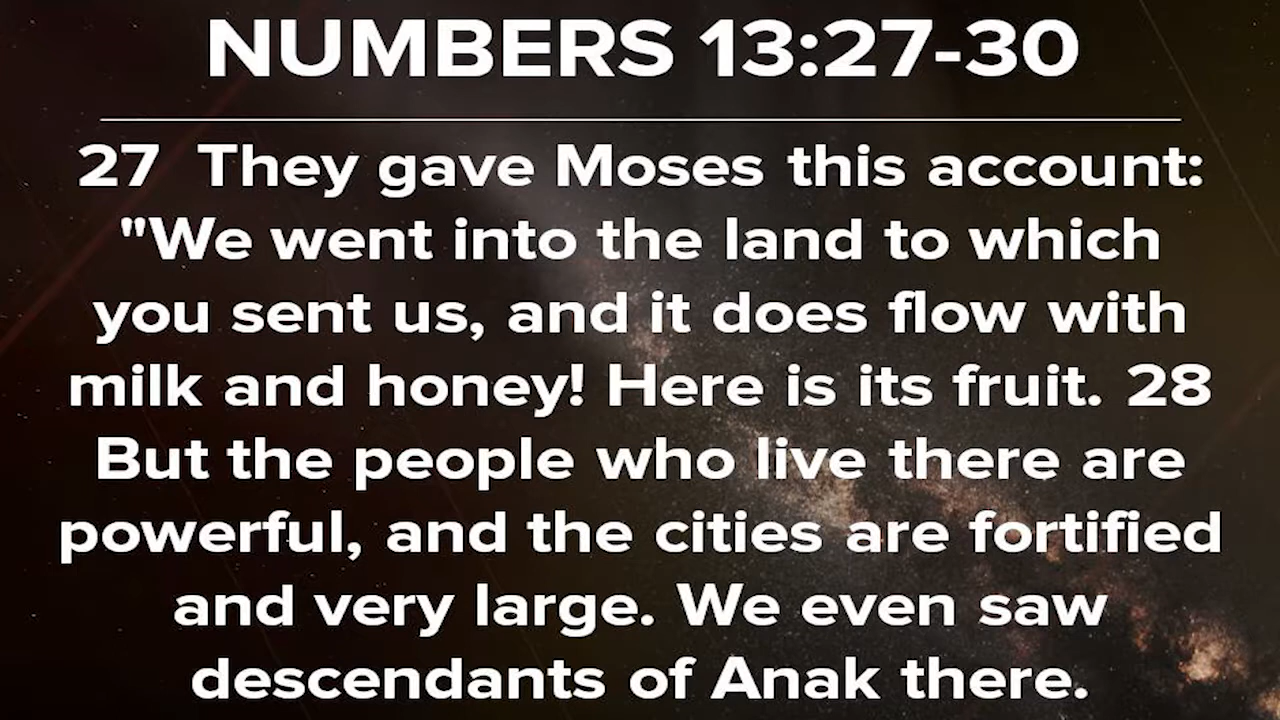 NUMBERS 13:27-30
27 They gave Moses this account:
"We went into the land to which
you sent us, and it does flow with
milk and honey! Here is its fruit. 28
But the people who live there are
powerful, and the cities are fortified
and very large. We even saw
descendants of Anak there.